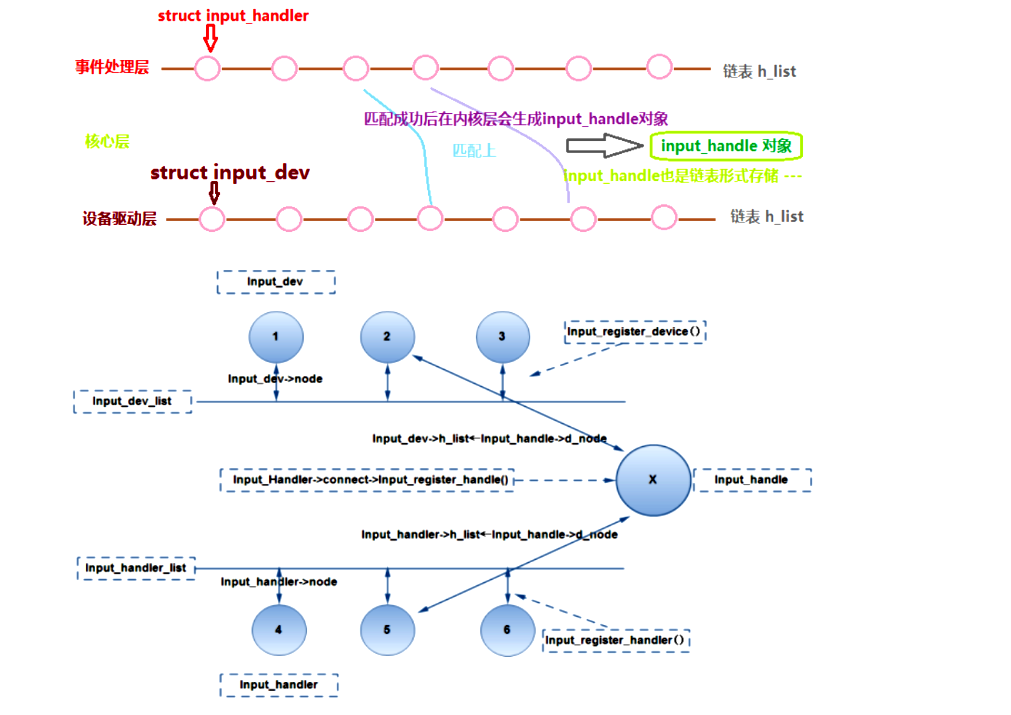 struct input_handler
事件处理层
链表 h_list
匹配成功后在内核层会生成input_handle对象
核心层
匹配上
input_handle 对象
struct input_dev
input_handle也是链表形式存储 ---
设备驱动层
链表 h_list
Input_dev
1
2
3
Input_register_device()
Input_dev->node
Input_dev_list
Input_dev->h_list←Input_handle->d_node
Input_Handler->connect->Input_register_handle()
X
Input_handle
Input_handler->h_list←Input_handle->d_node
Input_handler_list
Input_handler->node
4
5
6
Input_register_handler()
Input_handler